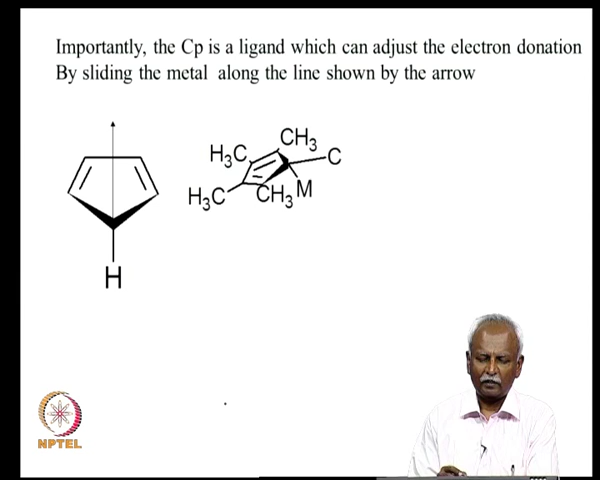 Importantly, the Cp is a ligand which can adjust the electron donation
By sliding the metal along the line shown by the arrow
CH3
H3C
C
H3C
CH3
M
H
NPTEL